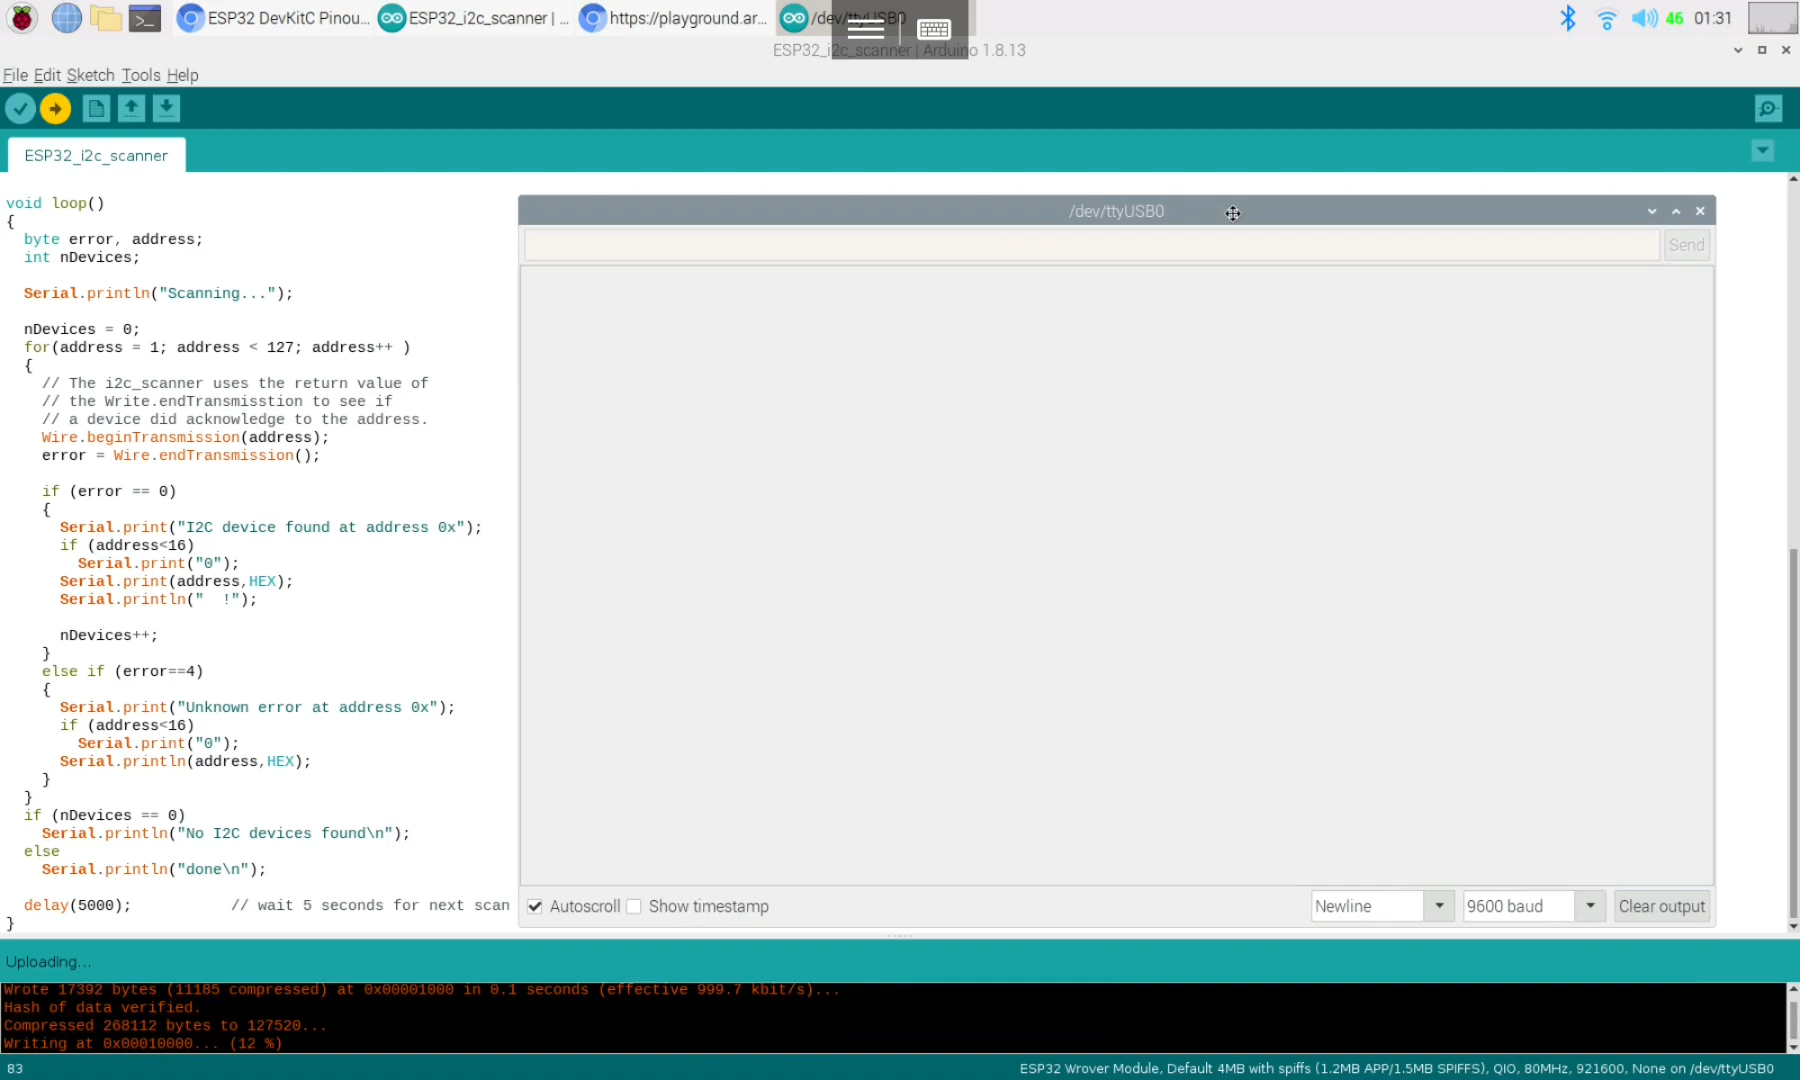 ESP32 DevKitC Pinou...
ESP32_i2c_scanner | ...
https://playground.ar...
/dev/ttyUSB0
46
01:31
ESP32_i2c_scanner | Arduino 1.8.13
File Edit Sketch Tools Help
ESP32_i2c_scanner
void loop()
{
  byte error, address;
  int nDevices;
  Serial.println("Scanning...");
  nDevices = 0;
  for(address = 1; address < 127; address++ )
  {
    // The i2c_scanner uses the return value of
    // the Write.endTransmisstion to see if
    // a device did acknowledge to the address.
    Wire.beginTransmission(address);
    error = Wire.endTransmission();
    if (error == 0)
    {
      Serial.print("I2C device found at address 0x");
      if (address<16)
        Serial.print("0");
      Serial.print(address,HEX);
      Serial.println("  !");
      nDevices++;
    }
    else if (error==4)
    {
      Serial.print("Unknown error at address 0x");
      if (address<16)
        Serial.print("0");
      Serial.println(address,HEX);
    }
  }
  if (nDevices == 0)
    Serial.println("No I2C devices found\n");
  else
    Serial.println("done\n");
  delay(5000);           // wait 5 seconds for next scan
}
/dev/ttyUSB0
Send
Autoscroll
Show timestamp
Newline
9600 baud
Clear output
Uploading...
Wrote 17392 bytes (11185 compressed) at 0x00001000 in 0.1 seconds (effective 999.7 kbit/s)...
Hash of data verified.
Compressed 268112 bytes to 127520...
Writing at 0x00010000... (12 %)
83
ESP32 Wrover Module, Default 4MB with spiffs (1.2MB APP/1.5MB SPIFFS), QIO, 80MHz, 921600, None on /dev/ttyUSB0